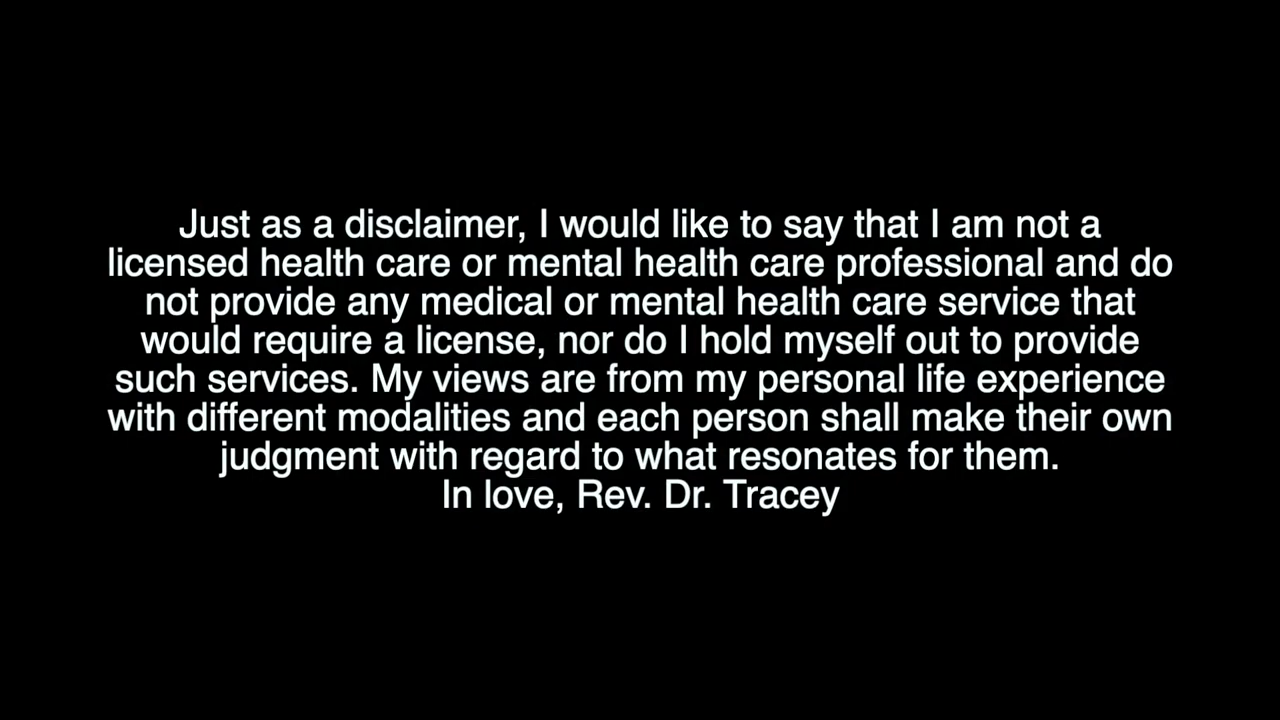 Just as a disclaimer, I would like to say that I am not a
licensed health care or mental health care professional and do
not provide any medical or mental health care service that
would require a license, nor do I hold myself out to provide
such services. My views are from my personal life experience
with different modalities and each person shall make their own
judgment with regard to what resonates for them.
In love, Rev. Dr. Tracey